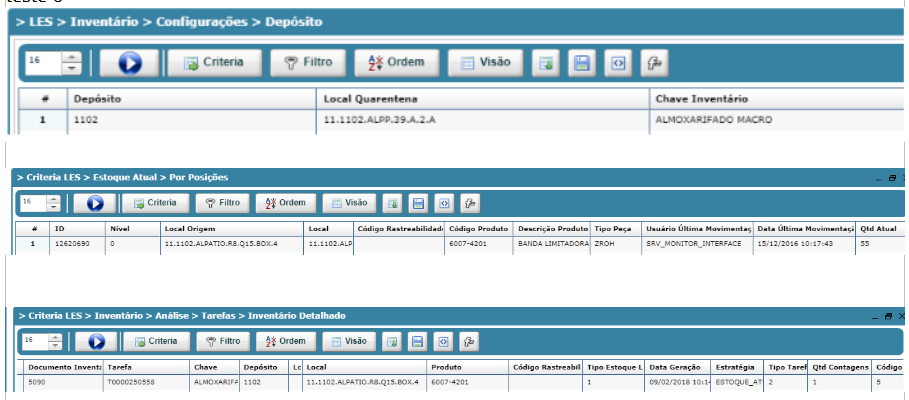 > LES > Inventário > Configurações > Depósito
16 Criteria Filtro Ordem Visão
# Depósito Local Quarentena Chave Inventário
1 1102 11.1102.ALPP.39.A.2.A ALMOXARIFADO MACRO
> Criteria LES > Estoque Atual > Por Posições
16 Criteria Filtro Ordem Visão
# ID Nível Local Origem Local Código Rastreabilidad Código Produto Descrição Produto Tipo Peça Usuário Última Movimentaç Data Última Movimentaçã Qtd Atual
1 12620690 0 11.1102.ALPATIO.R8.Q15.BOX.4 11.1102.ALP 6007-4201 BANDA LIMITADORA ZROH SRV_MONITOR_INTERFACE 15/12/2016 10:17:43 55
> Criteria LES > Inventário > Análise > Tarefas > Inventário Detalhado
16 Criteria Filtro Ordem Visão
Documento Inventa Tarefa Chave Depósito Lc Local Produto Código Rastreabil Tipo Estoque L Data Geração Estratégia Tipo Taref Qtd Contagens Código
5090 T0000250558 ALMOXARIFA 1102 11.1102.ALPATIO.R8.Q15.BOX.4 6007-4201 1 09/02/2018 10:1 ESTOQUE_AT 2 1 5